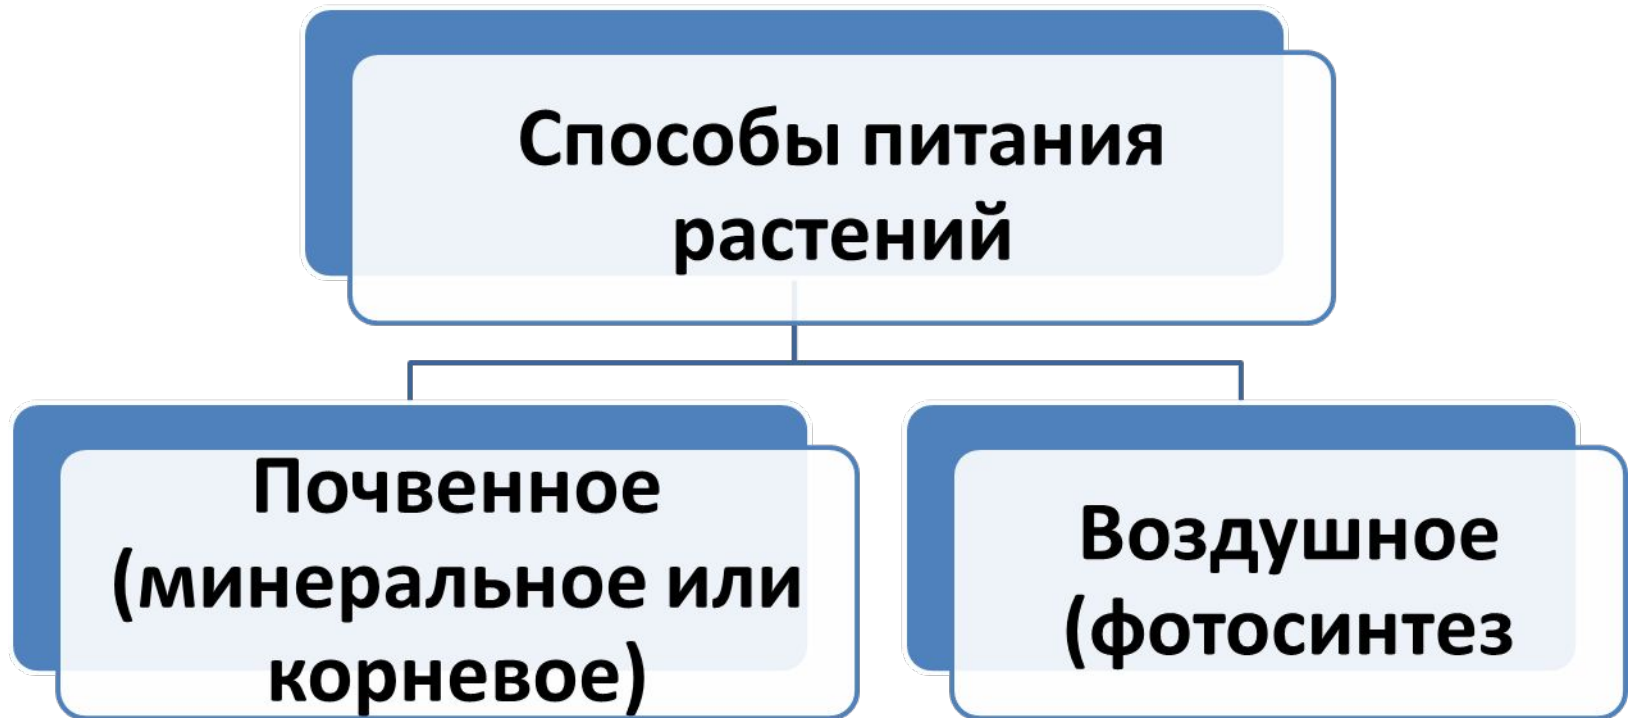 Способы питания
растений
Почвенное
(минеральное или
корневое)
Воздушное
(фотосинтез